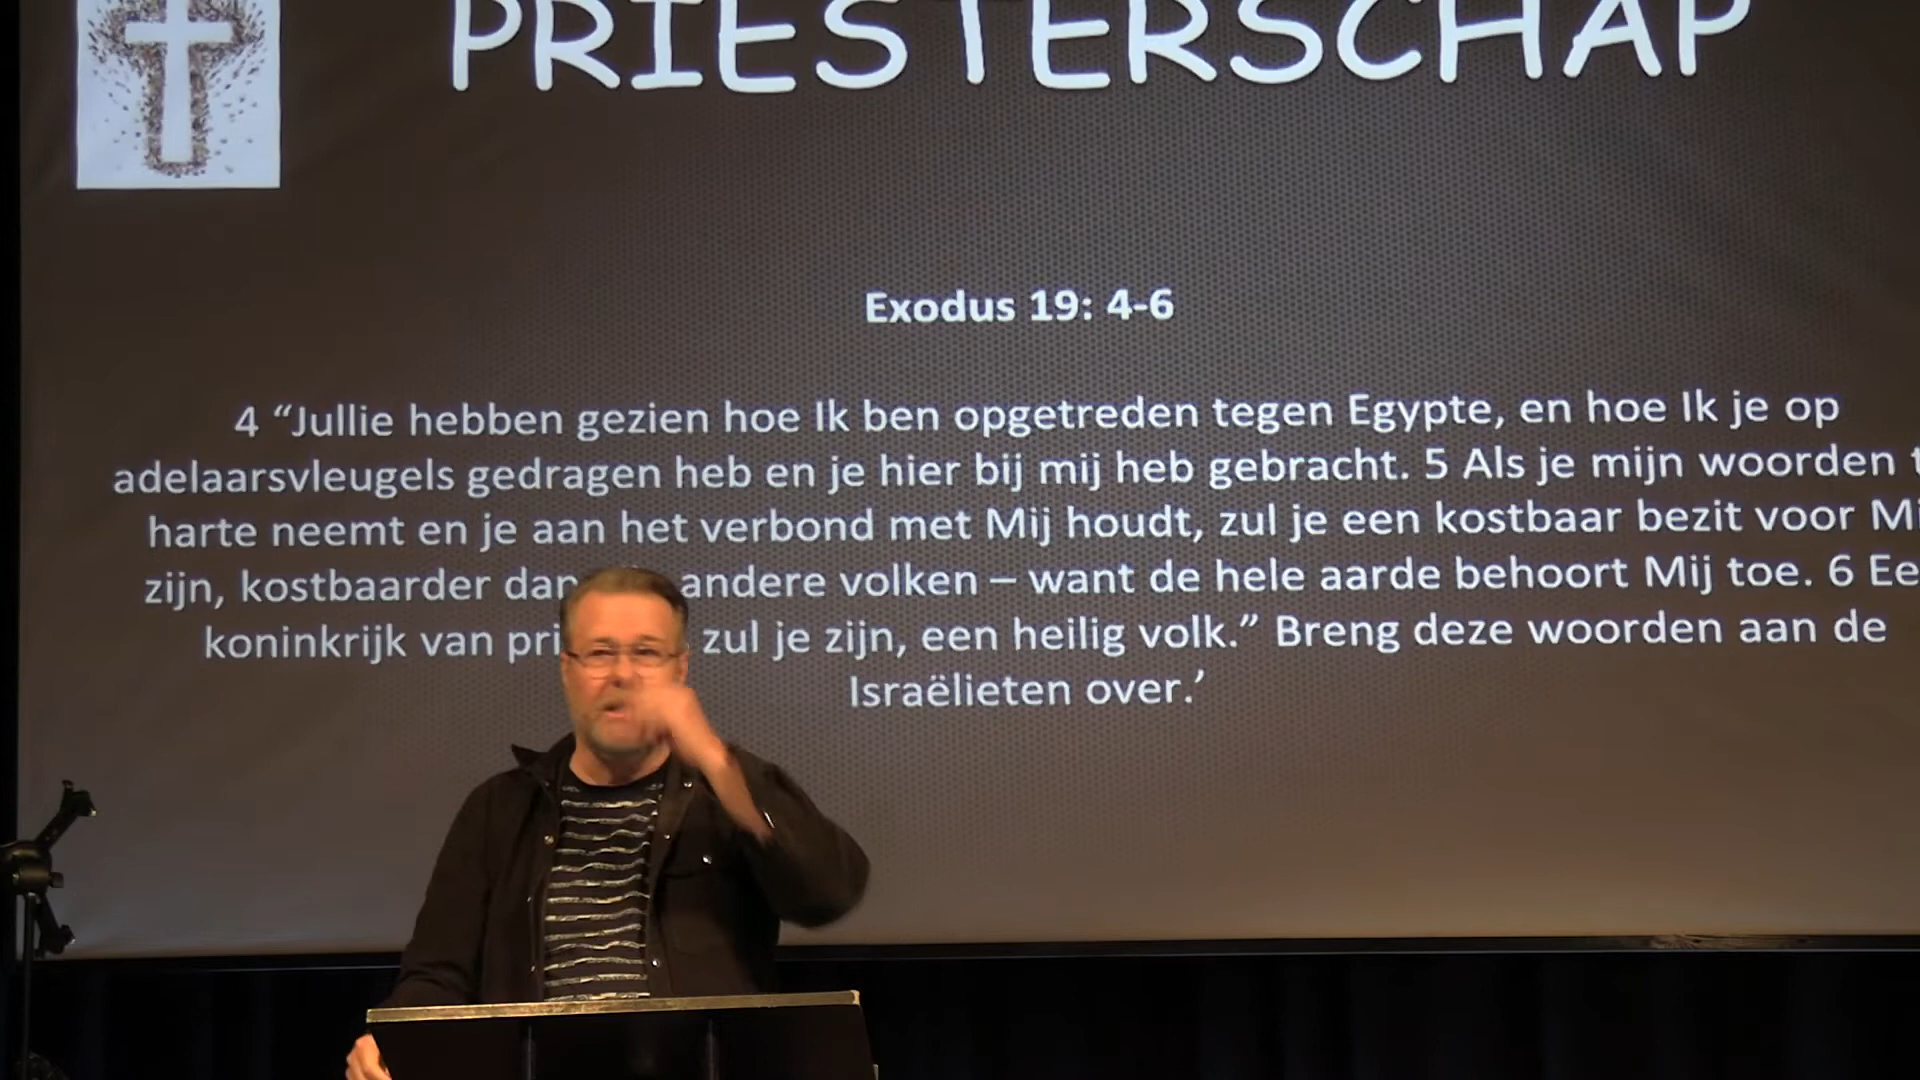 PRIESTERSCHAP
Exodus 19: 4-6
4 “Jullie hebben gezien hoe Ik ben opgetreden tegen Egypte, en hoe Ik je op
adelaarsvleugels gedragen heb en je hier bij mij heb gebracht. 5 Als je mijn woorden
harte neemt en je aan het verbond met Mij houdt, zul je een kostbaar bezit voor
zijn, kostbaarder andere volken – want de hele aarde behoort Mij toe. 6
koninkrijk van zul je zijn, een heilig volk.” Breng deze woorden aan de
Israëlieten over.’